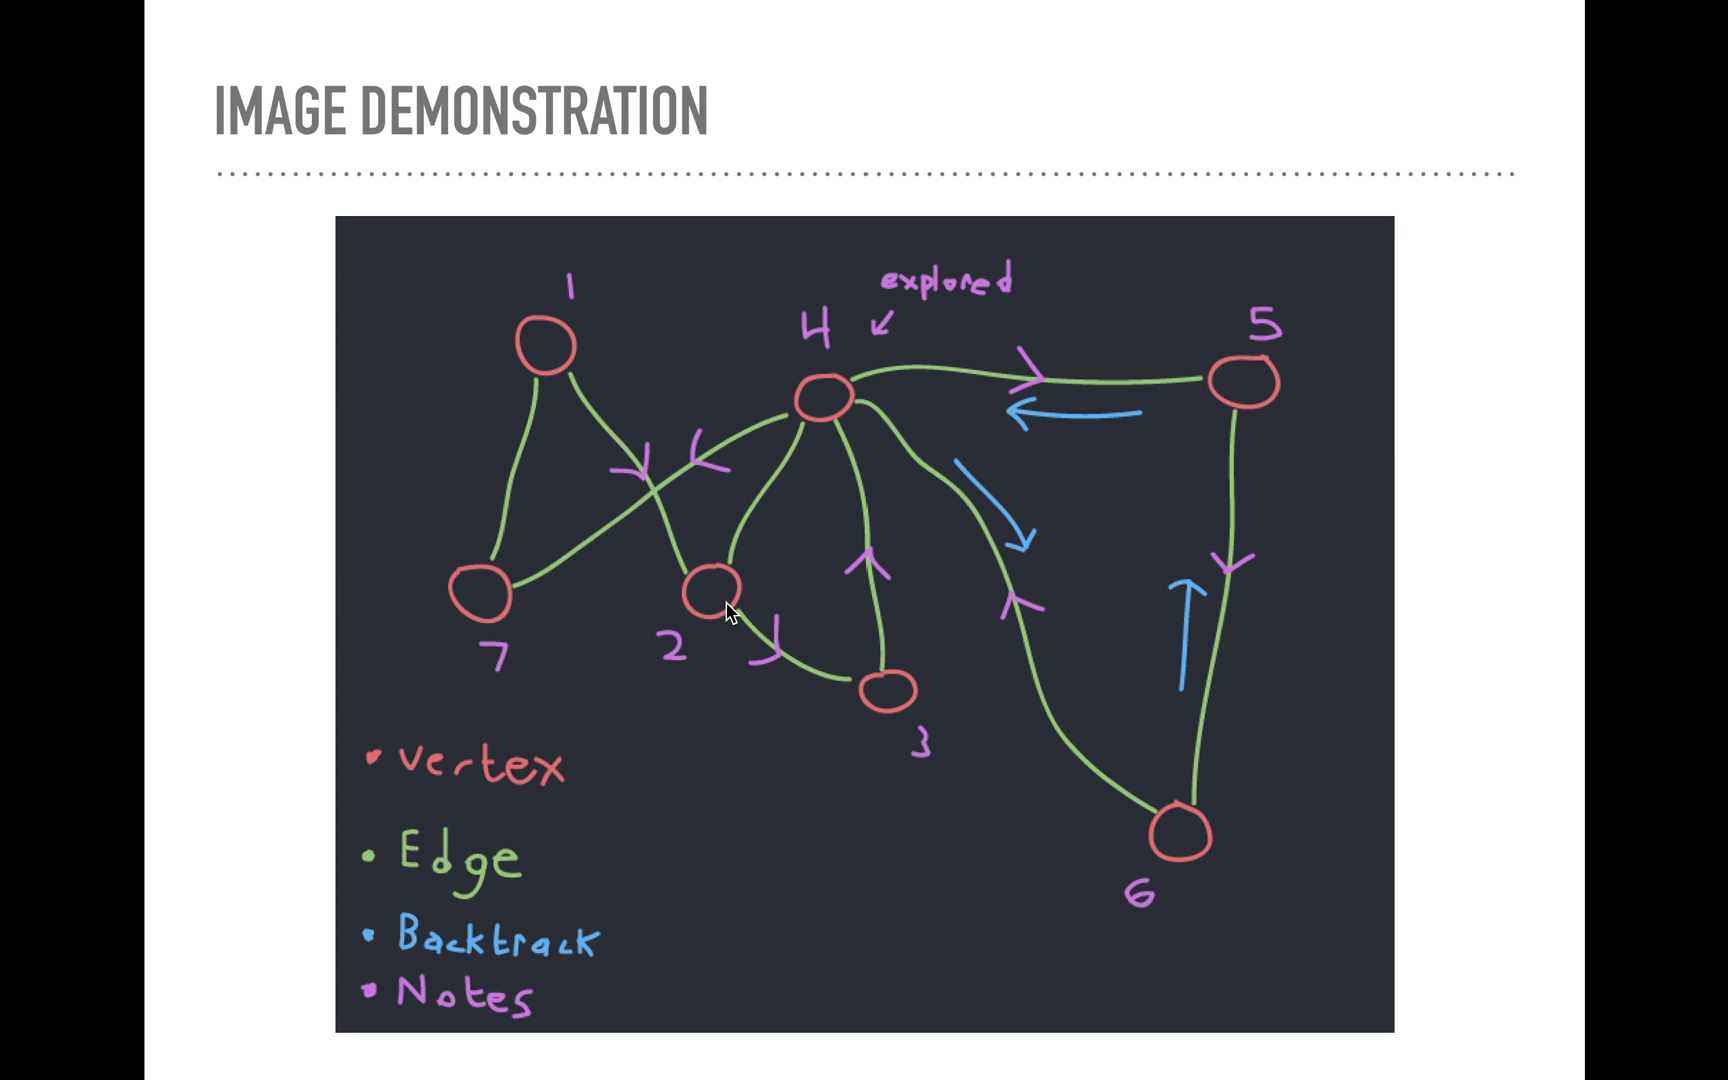 IMAGE DEMONSTRATION
1
explored
4
5
7
2
3
6
• Vertex
• Edge
• Backtrack
• Notes